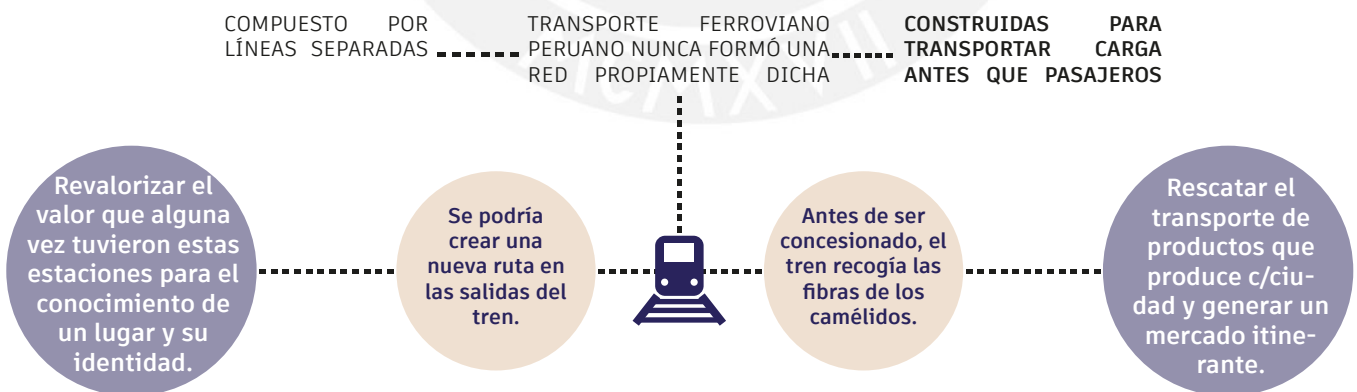 COMPUESTO POR
LÍNEAS SEPARADAS
TRANSPORTE FERROVIANO
PERUANO NUNCA FORMÓ UNA
RED PROPIAMENTE DICHA
CONSTRUIDAS PARA
TRANSPORTAR CARGA
ANTES QUE PASAJEROS
MCMXVII
Revalorizar el
valor que alguna
vez tuvieron estas
estaciones para el
conocimiento de
un lugar y su
identidad.
Se podría
crear una
nueva ruta en
las salidas del
tren.
Antes de ser
concesionado, el
tren recogía las
fibras de los
camélidos.
Rescatar el
transporte de
productos que
produce c/ciu-
dad y generar un
mercado itine-
rante.